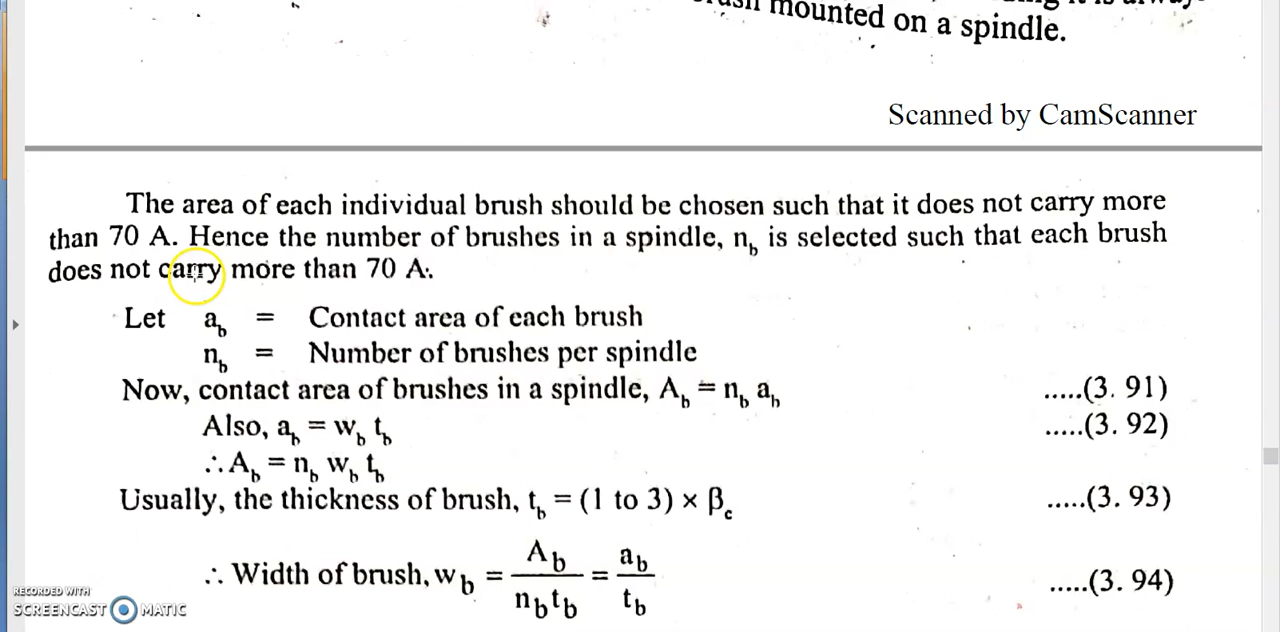 mounted on a spindle.
Scanned by CamScanner
The area of each individual brush should be chosen such that it does not carry more
than 70 A. Hence the number of brushes in a spindle, n_b is selected such that each brush
does not carry more than 70 A.
Let a_b = Contact area of each brush
n_b = Number of brushes per spindle
Now, contact area of brushes in a spindle, A_b = n_b a_b .....(3. 91)
Also, a_b = w_b t_b .....(3. 92)
∴ A_b = n_b w_b t_b
Usually, the thickness of brush, t_b = (1 to 3) × β_c .....(3. 93)
∴ Width of brush, w_b = A_b / n_b t_b = a_b / t_b .....(3. 94)
RECORDED WITH
SCREENCAST MATIC